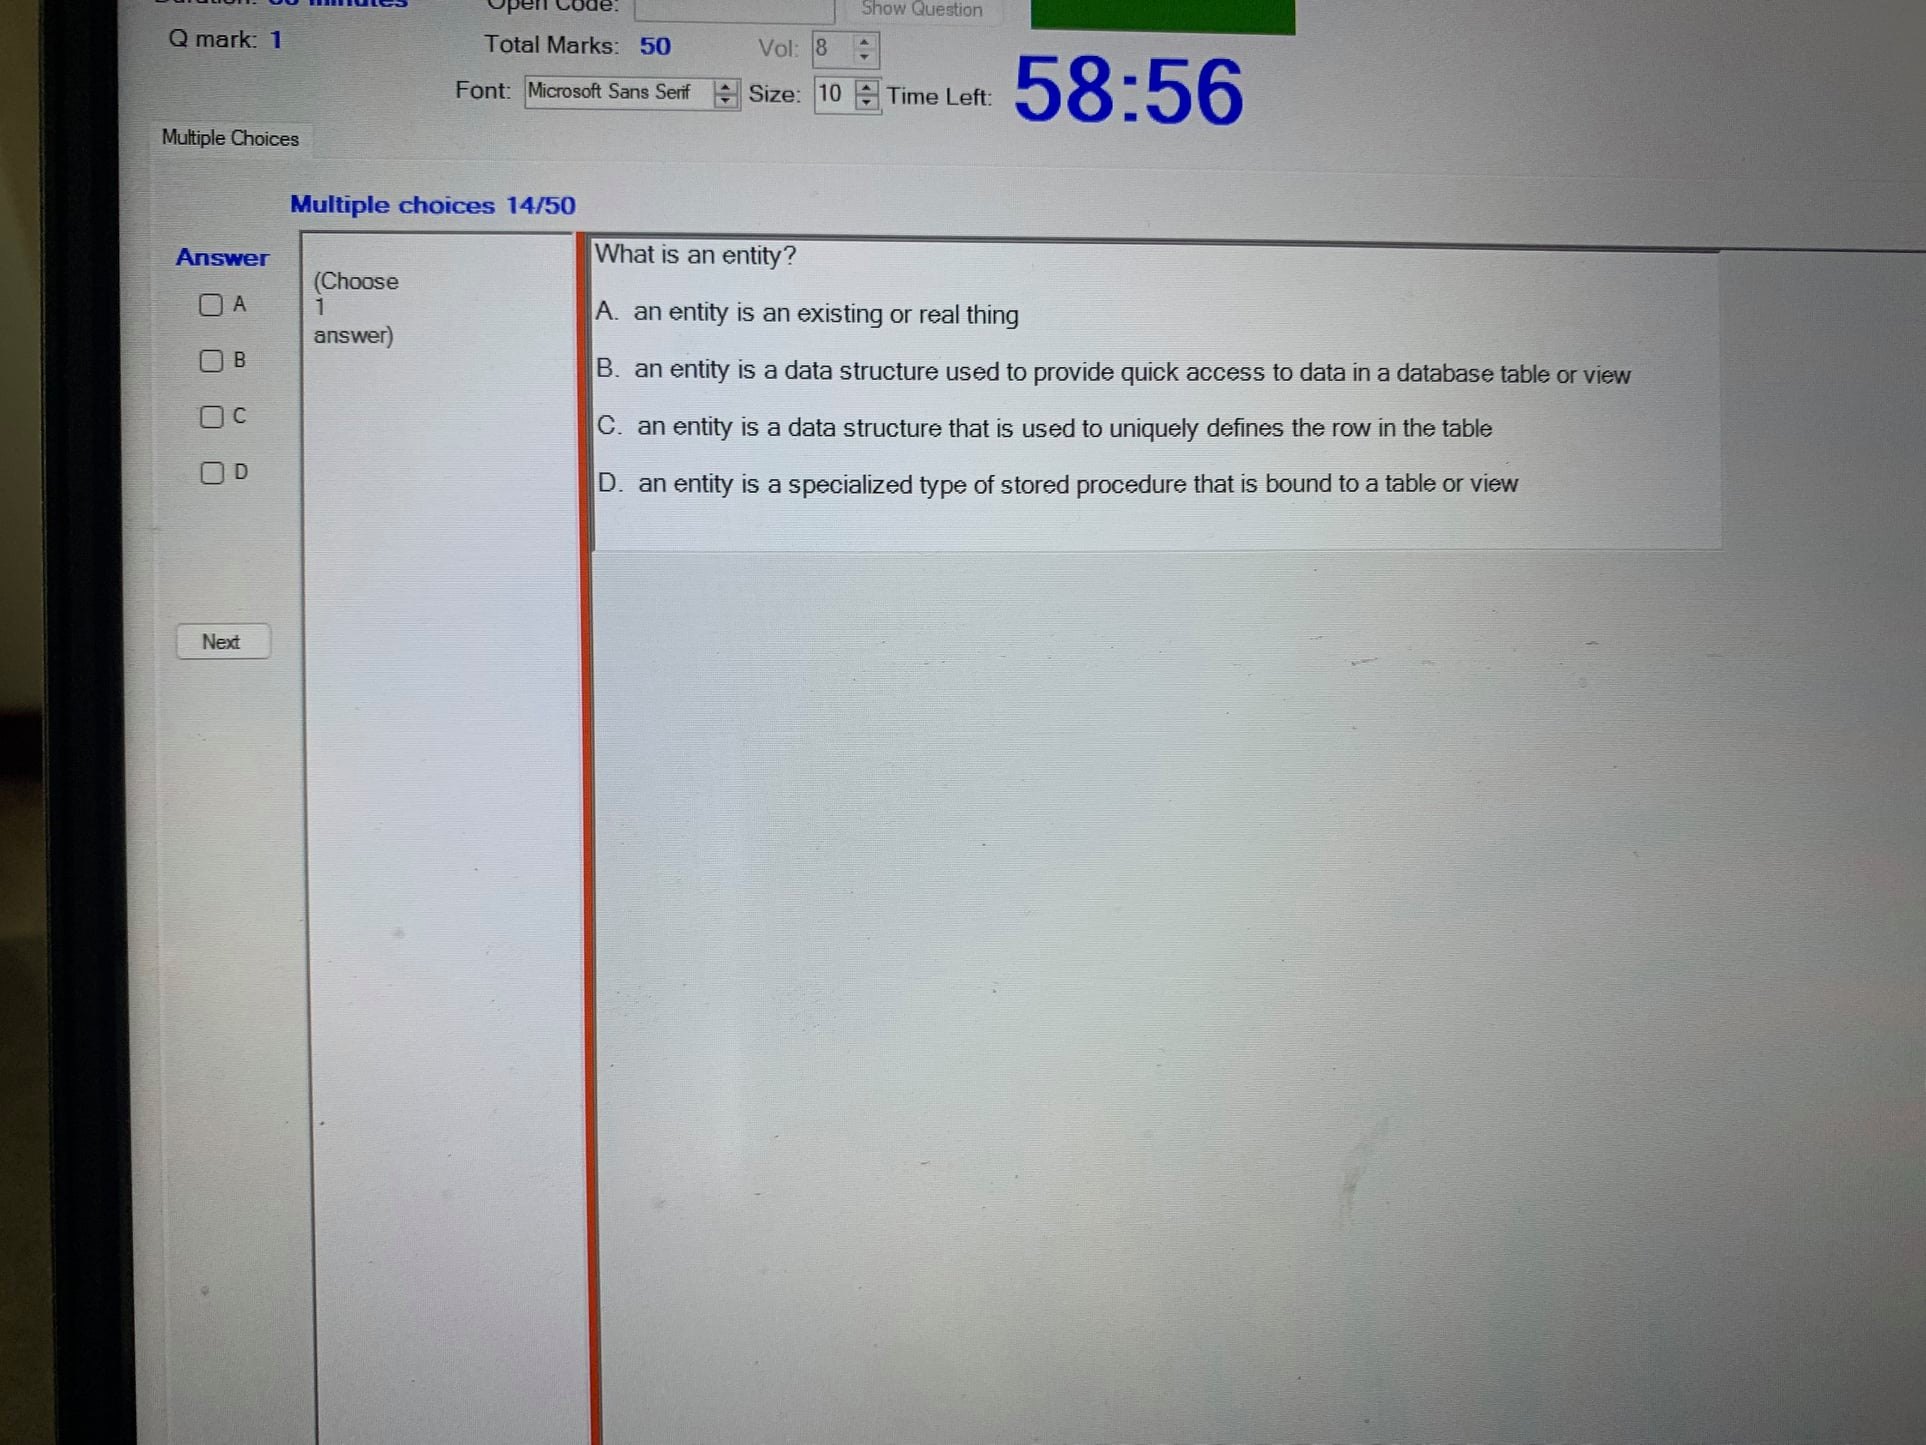 Duration: minutes
Open Code: Show Question
Q mark: 1
Total Marks: 50 Vol: 8
Font: Microsoft Sans Serif Size: 10 Time Left: 58:56
Multiple Choices
Multiple choices 14/50
Answer
A
B
C
D
Next
(Choose
1
answer)
What is an entity?
A. an entity is an existing or real thing
B. an entity is a data structure used to provide quick access to data in a database table or view
C. an entity is a data structure that is used to uniquely defines the row in the table
D. an entity is a specialized type of stored procedure that is bound to a table or view